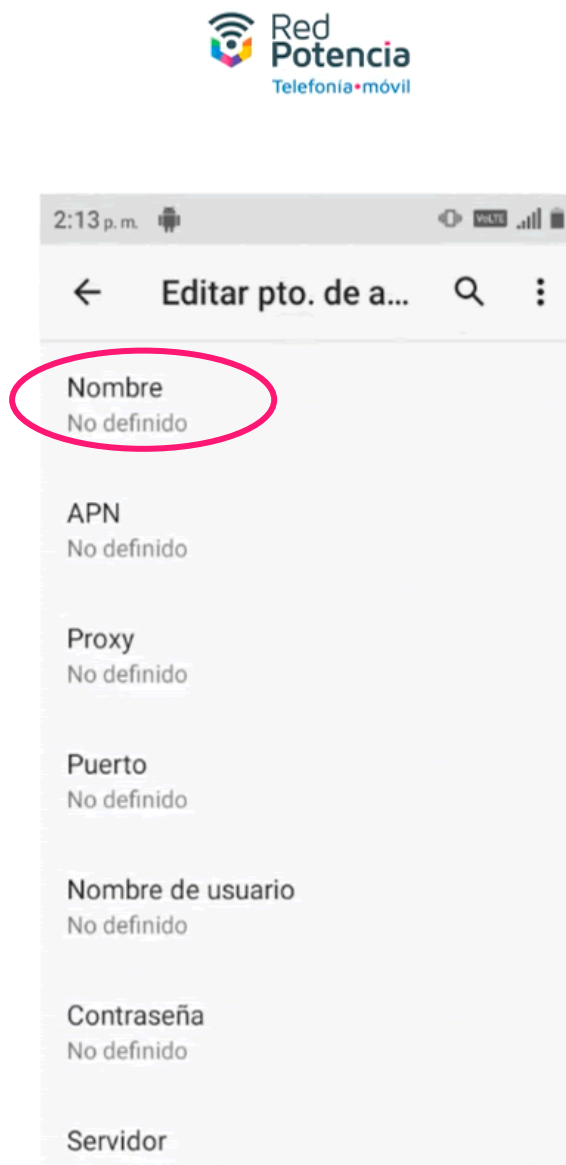 Red
Potencia
Telefonía•móvil
2:13 p. m. VoLTE
Editar pto. de a...
Nombre
No definido
APN
No definido
Proxy
No definido
Puerto
No definido
Nombre de usuario
No definido
Contraseña
No definido
Servidor